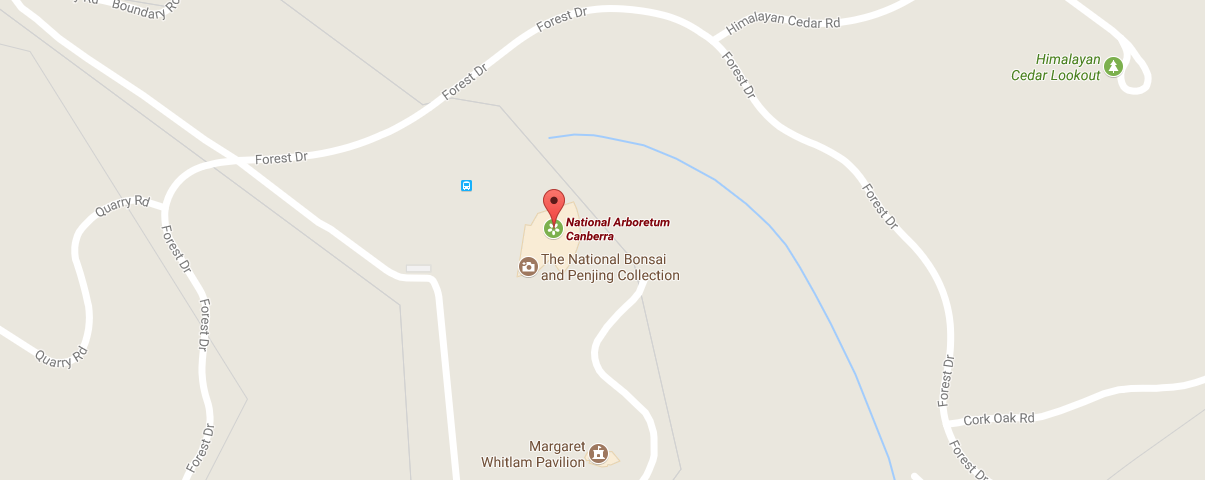 Boundary Rd
Forest Dr
Himalayan Cedar Rd
Himalayan
Cedar Lookout
Forest Dr
Forest Dr
Forest Dr
Quarry Rd
Forest Dr
National Arboretum
Canberra
Forest Dr
The National Bonsai
and Penjing Collection
Forest Dr
Quarry Rd
Forest Dr
Cork Oak Rd
Forest Dr
Margaret
Whitlam Pavilion
Forest Dr